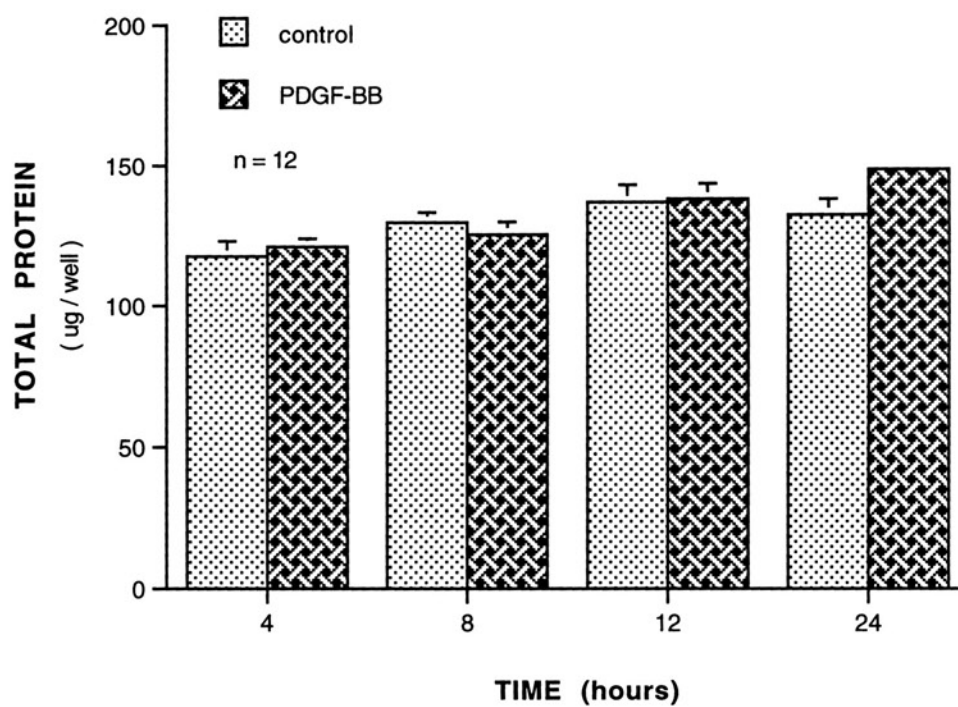 200
control
PDGF-BB
n = 12
150
100
50
0
TOTAL PROTEIN
( ug / well )
4 8 12 24
TIME (hours)